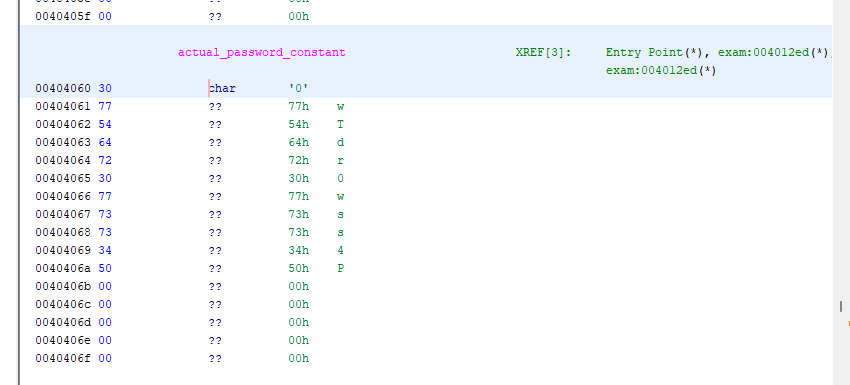 0040405f 00 ?? 00h
actual_password_constant XREF[3]: Entry Point(*), exam:004012ed(*),
exam:004012ed(*)
00404060 30 char '0'
00404061 77 ?? 77h w
00404062 54 ?? 54h T
00404063 64 ?? 64h d
00404064 72 ?? 72h r
00404065 30 ?? 30h 0
00404066 77 ?? 77h w
00404067 73 ?? 73h s
00404068 73 ?? 73h s
00404069 34 ?? 34h 4
0040406a 50 ?? 50h P
0040406b 00 ?? 00h
0040406c 00 ?? 00h
0040406d 00 ?? 00h
0040406e 00 ?? 00h
0040406f 00 ?? 00h